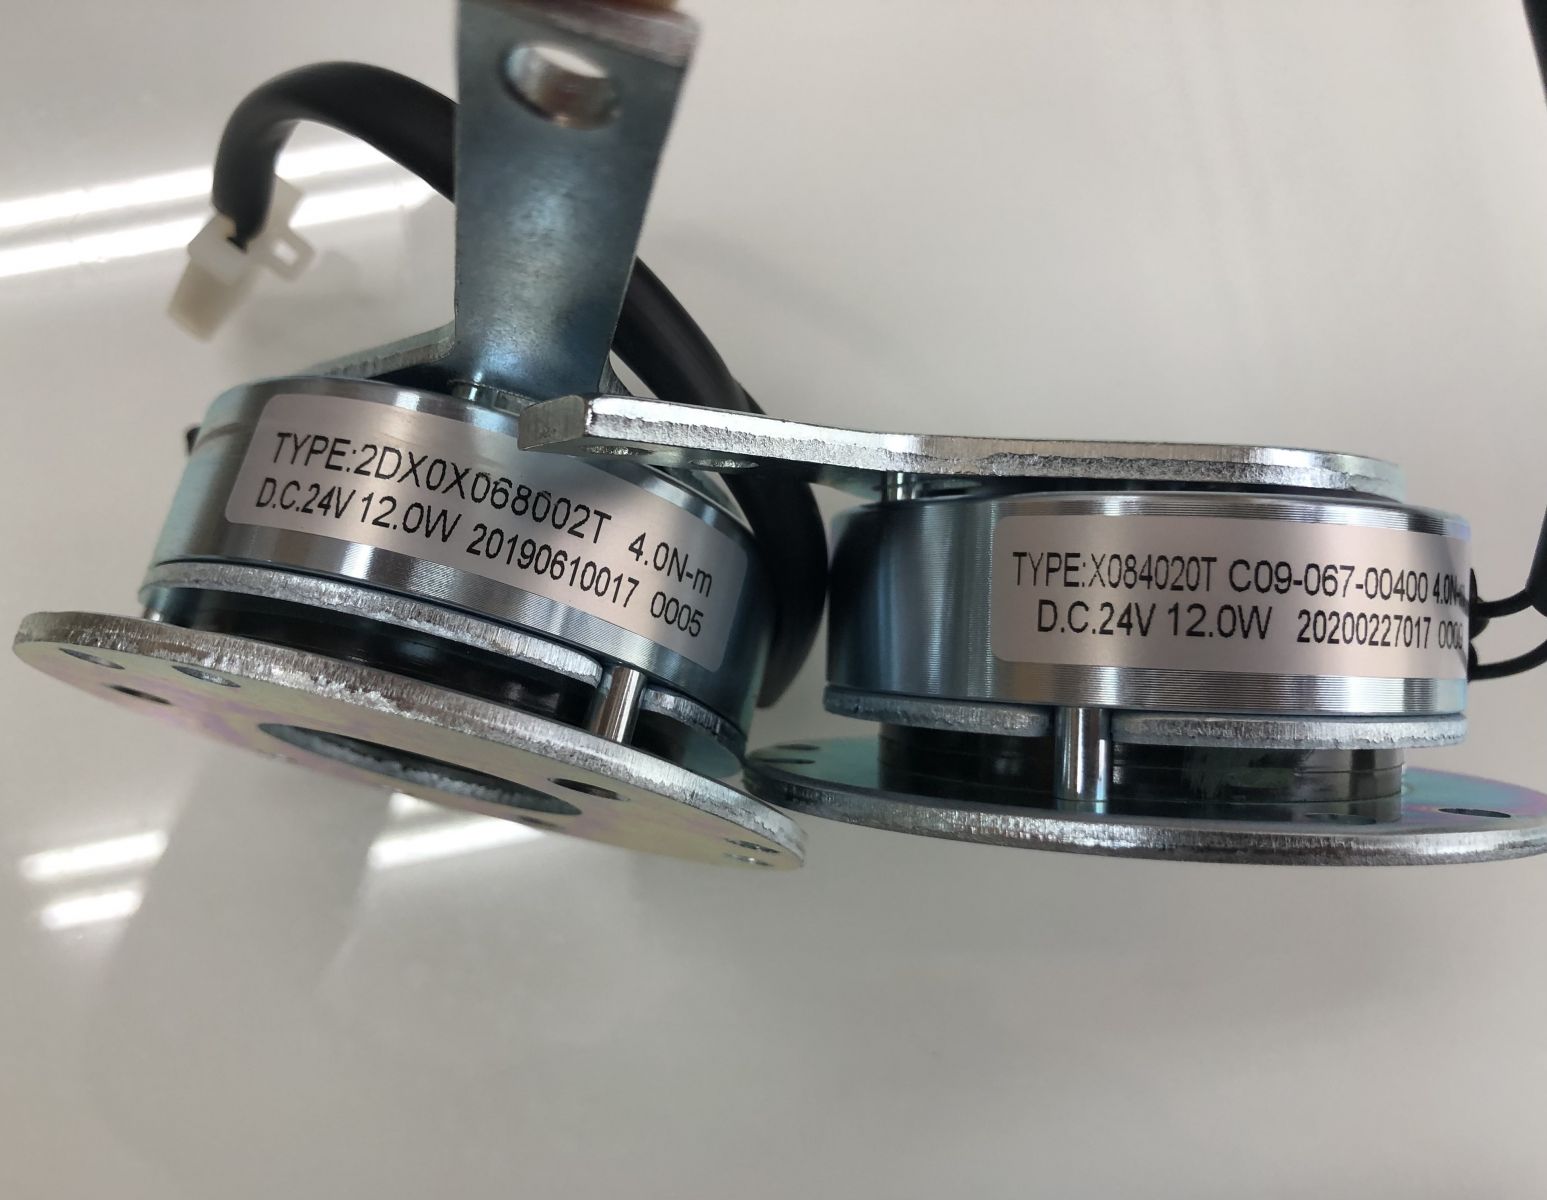 TYPE:2DX0X068002T 4.0N-m
D.C.24V 12.0W 20190610017 0005
TYPE:X084020T C09-067-00400 4.0N-m
D.C.24V 12.0W 20200227017